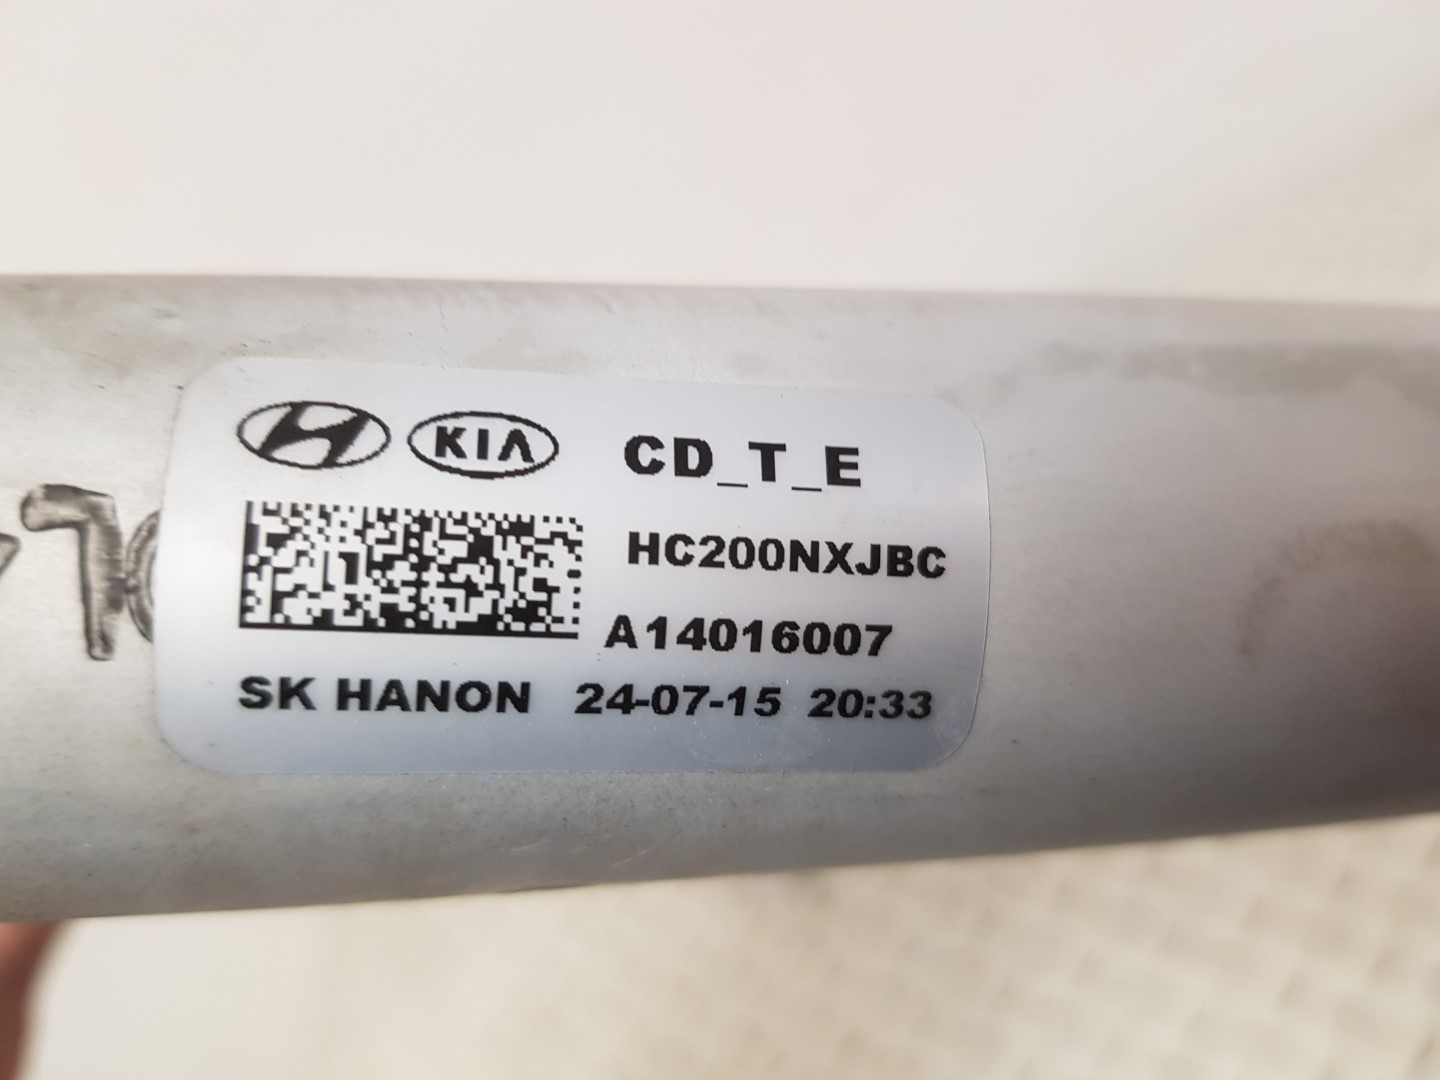 KIA CD_T_E
HC200NXJBC
A14016007
SK HANON 24-07-15 20:33